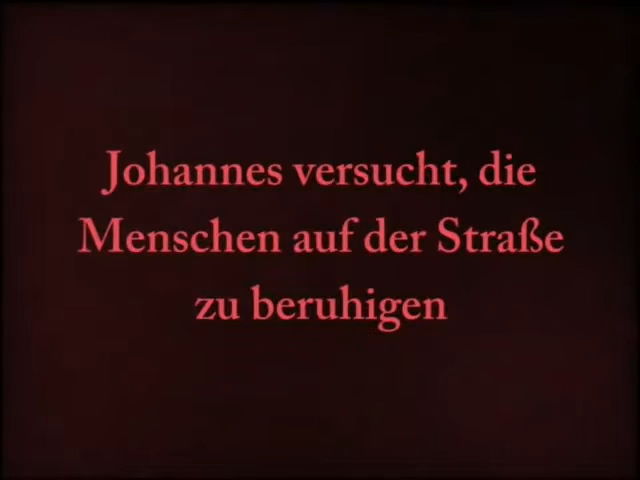 Johannes versucht, die
Menschen auf der Straße
zu beruhigen